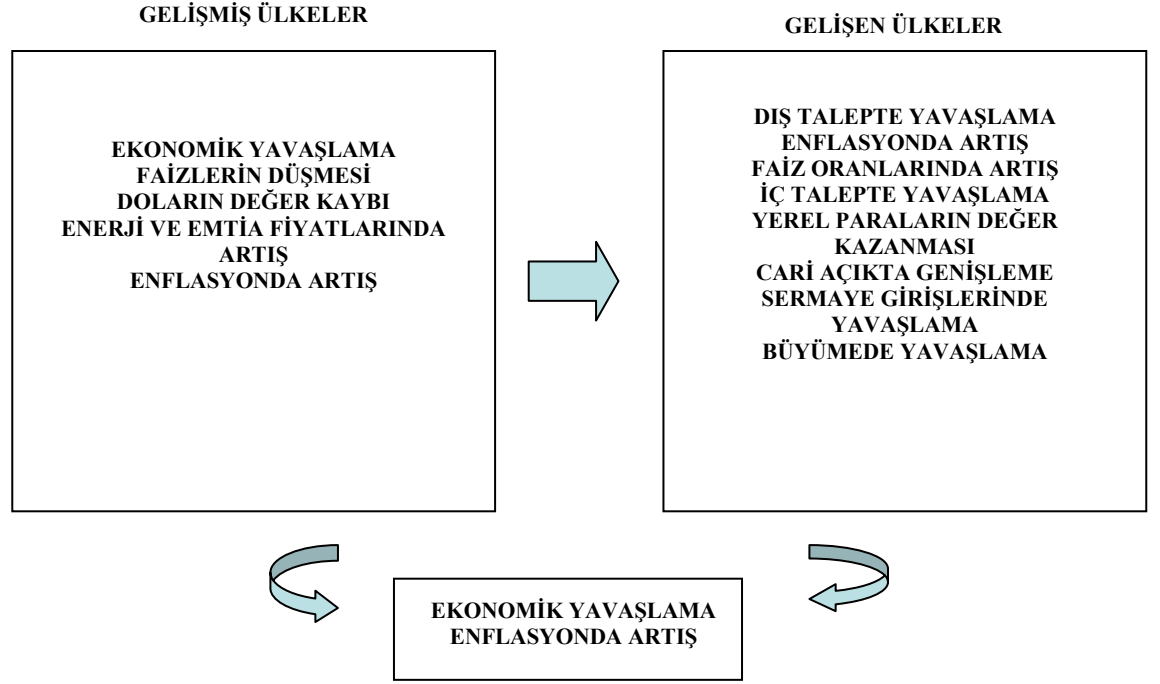 GELİŞMİŞ ÜLKELER
EKONOMİK YAVAŞLAMA
FAİZLERİN DÜŞMESİ
DOLARIN DEĞER KAYBI
ENERJİ VE EMTİA FİYATLARINDA
ARTIŞ
ENFLASYONDA ARTIŞ
GELİŞEN ÜLKELER
DIŞ TALEPTE YAVAŞLAMA
ENFLASYONDA ARTIŞ
FAİZ ORANLARINDA ARTIŞ
İÇ TALEPTE YAVAŞLAMA
YEREL PARALARIN DEĞER
KAZANMASI
CARİ AÇIKTA GENİŞLEME
SERMAYE GİRİŞLERİNDE
YAVAŞLAMA
BÜYÜMEDE YAVAŞLAMA
EKONOMİK YAVAŞLAMA
ENFLASYONDA ARTIŞ